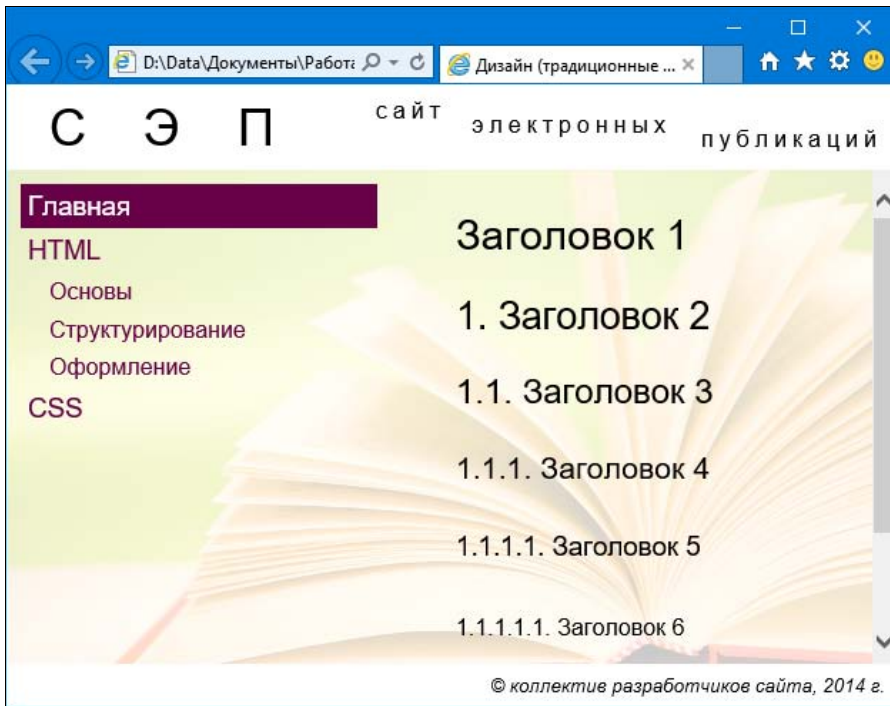 D:\Data\Документы\Работа
Дизайн (традиционные ...
С Э П
сайт
электронных
публикаций
Главная
HTML
Основы
Структурирование
Оформление
CSS
Заголовок 1
1. Заголовок 2
1.1. Заголовок 3
1.1.1. Заголовок 4
1.1.1.1. Заголовок 5
1.1.1.1.1. Заголовок 6
© коллектив разработчиков сайта, 2014 г.